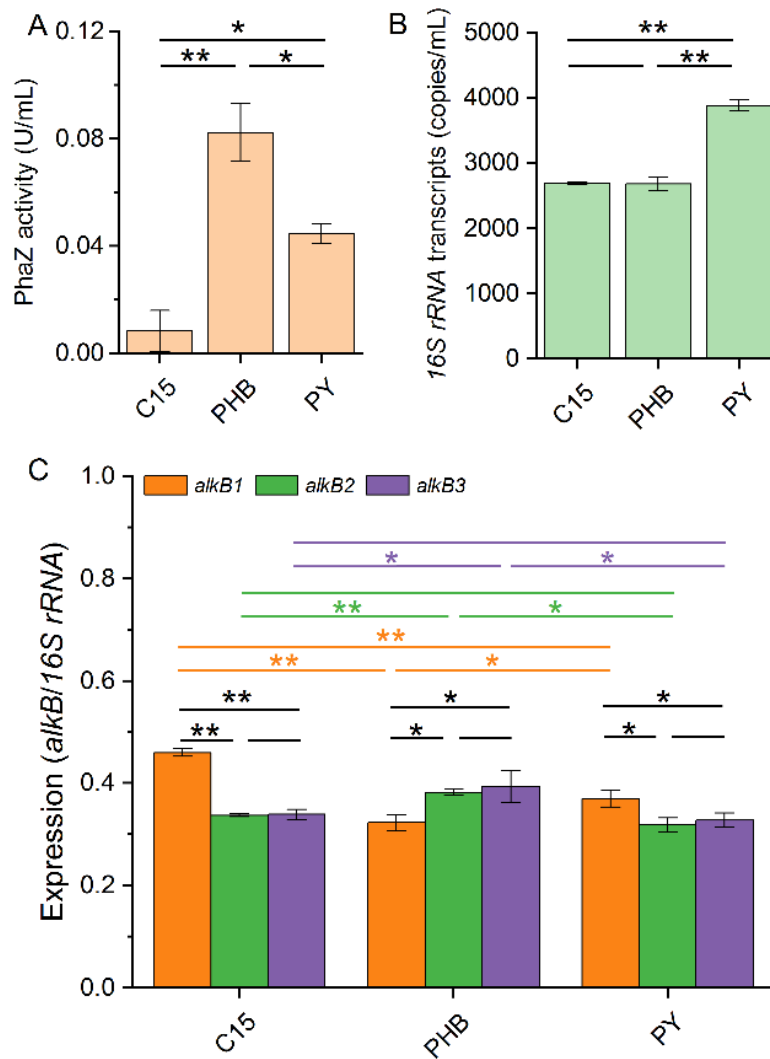 A
PhaZ activity (U/mL)
0.12
0.08
0.04
0.00
*
** *
C15 PHB PY
B
16S rRNA transcripts (copies/mL)
5000
4000
3000
2000
1000
0
**
**
C15 PHB PY
C
Expression (alkB/16S rRNA)
1.0
0.8
0.6
0.4
0.2
0.0
alkB1 alkB2 alkB3
* *
** *
**
** *
** * *
** * *
C15 PHB PY